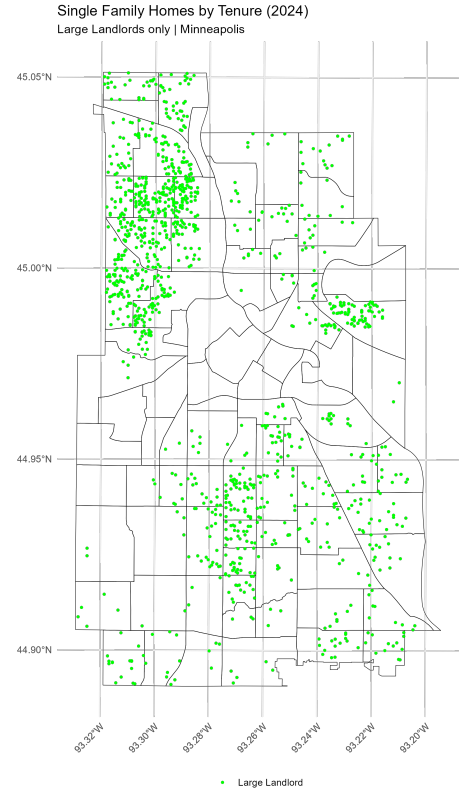 Single Family Homes by Tenure (2024)
Large Landlords only | Minneapolis
45.05°N
45.00°N
44.95°N
44.90°N
93.32°W 93.30°W 93.28°W 93.26°W 93.24°W 93.22°W 93.20°W
Large Landlord